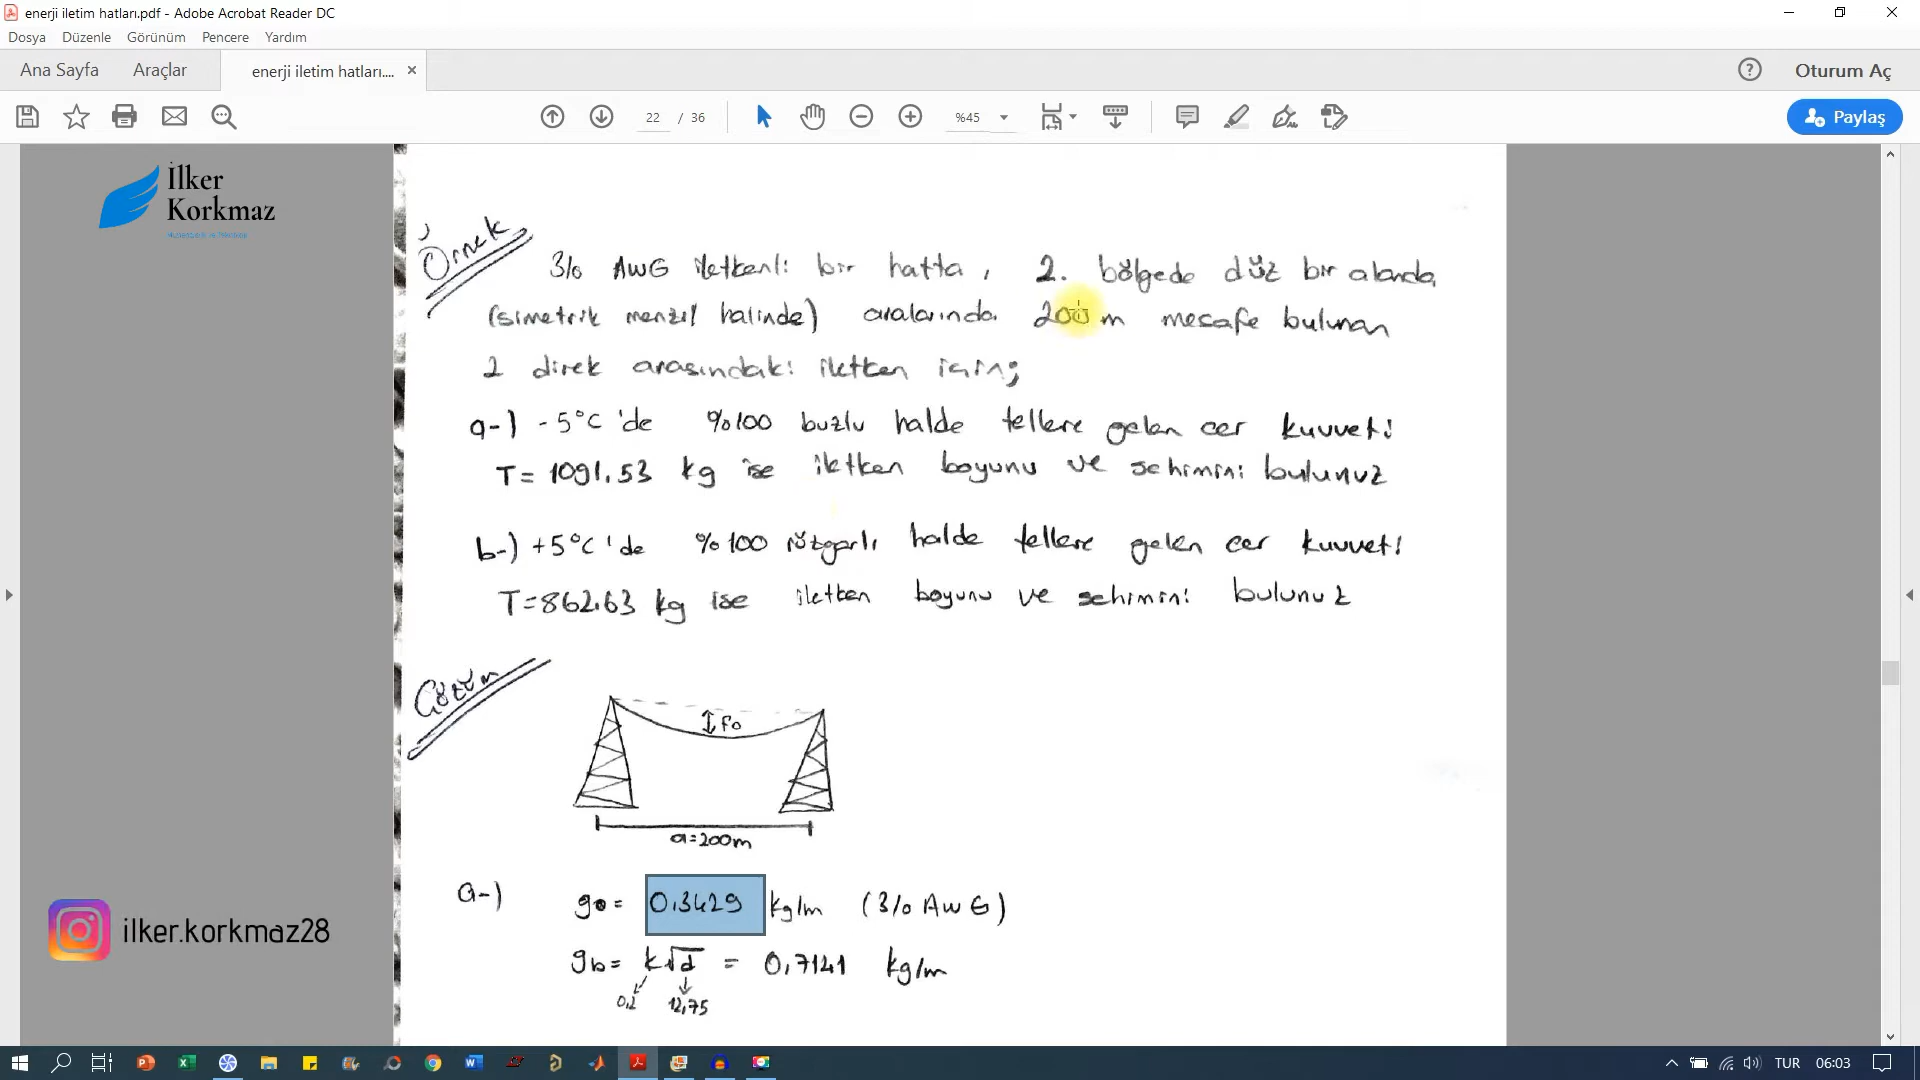 enerji iletim hatları.pdf - Adobe Acrobat Reader DC
Dosya Düzenle Görünüm Pencere Yardım
Ana Sayfa Araçlar enerji iletim hatları.... × Oturum Aç
22 / 36 %45 Paylaş
İlker
Korkmaz
Örnek
3/0 AWG iletkenli bir hatta, 2. bölgede düz bir alanda
(simetrik menzil halinde) aralarında 200 m mesafe bulunan
2 direk arasındaki iletken için;
a-) -5°C 'de %100 buzlu halde tellere gelen cer kuvveti
T= 1091.53 kg ise iletken boyunu ve sehimini bulunuz
b-) +5°C 'de %100 rüzgarlı halde tellere gelen cer kuvveti
T=862.63 kg ise iletken boyunu ve sehimini bulunuz
Çözüm
fo
a=200m
a-) go= 0,3429 kg/m (3/0 AWG)
gb= k√d = 0,7141 kg/m
0,2 12,75
ilker.korkmaz28
TUR 06:03